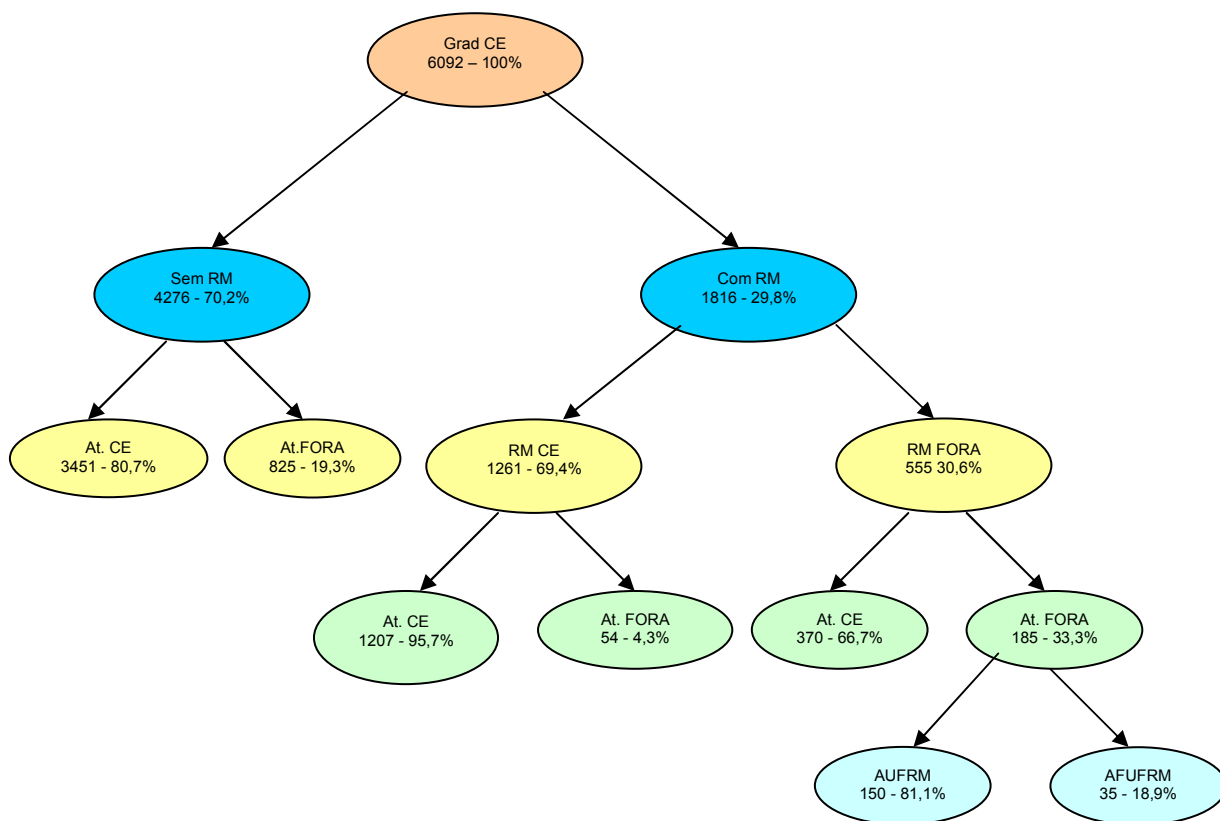 Grad CE
6092 – 100%
Sem RM
4276 - 70,2%
Com RM
1816 - 29,8%
At. CE
3451 - 80,7%
At.FORA
825 - 19,3%
RM CE
1261 - 69,4%
RM FORA
555 30,6%
At. CE
1207 - 95,7%
At. FORA
54 - 4,3%
At. CE
370 - 66,7%
At. FORA
185 - 33,3%
AUFRM
150 - 81,1%
AFUFRM
35 - 18,9%